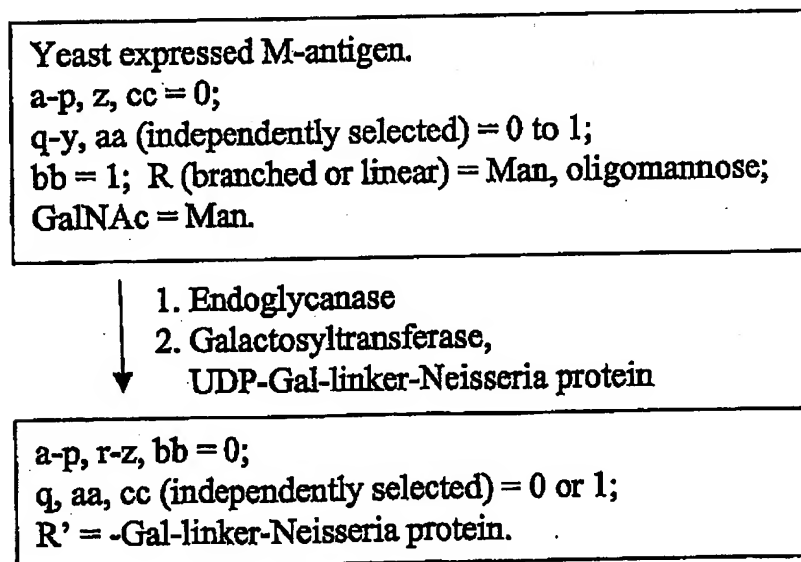 Yeast expressed M-antigen.
a-p, z, cc = 0;
q-y, aa (independently selected) = 0 to 1;
bb = 1; R (branched or linear) = Man, oligomannose;
GalNAc = Man.
1. Endoglycanase
2. Galactosyltransferase,
UDP-Gal-linker-Neisseria protein
a-p, r-z, bb = 0;
q, aa, cc (independently selected) = 0 or 1;
R' = -Gal-linker-Neisseria protein.